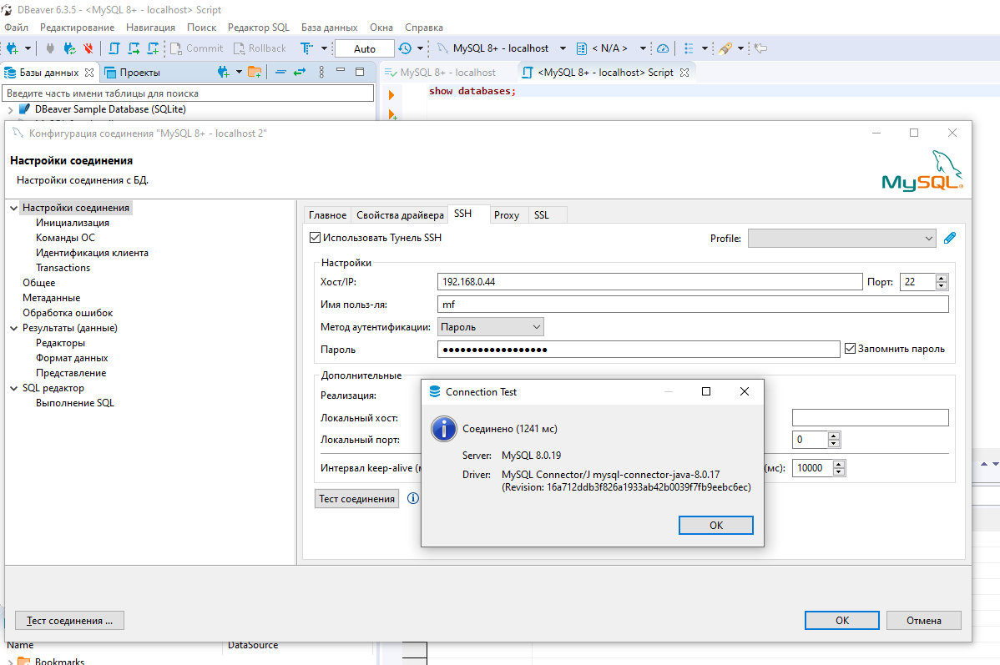 DBeaver 6.3.5 - <MySQL 8+ - localhost> Script
Файл Редактирование Навигация Поиск Редактор SQL База данных Окна Справка
Commit Rollback Auto MySQL 8+ - localhost < N/A >
Базы данных Проекты <MySQL 8+ - localhost <MySQL 8+ - localhost> Script
Введите часть имени таблицы для поиска
show databases;
DBeaver Sample Database (SQLite)
Конфигурация соединения "MySQL 8+ - localhost 2"
Настройки соединения
Настройки соединения с БД.
MySQL®
Настройки соединения
Инициализация
Команды ОС
Идентификация клиента
Transactions
Общее
Метаданные
Обработка ошибок
Результаты (данные)
Редакторы
Формат данных
Представление
SQL редактор
Выполнение SQL
Главное Свойства драйвера SSH Proxy SSL
Использовать Тунель SSH Profile:
Настройки
Хост/IP: 192.168.0.44 Порт: 22
Имя польз-ля: mf
Метод аутентификации: Пароль
Пароль ●●●●●●●●●●●●●●●●●● Запомнить пароль
Дополнительные
Реализация:
Локальный хост:
Локальный порт: 0
Интервал keep-alive (мс): 10000
Тест соединения
Connection Test
Соединено (1241 мс)
Server: MySQL 8.0.19
Driver: MySQL Connector/J mysql-connector-java-8.0.17
(Revision: 16a712ddb3f826a1933ab42b0039f7fb9eebc6ec)
OK
Тест соединения ... OK Отмена
Name DataSource
Bookmarks